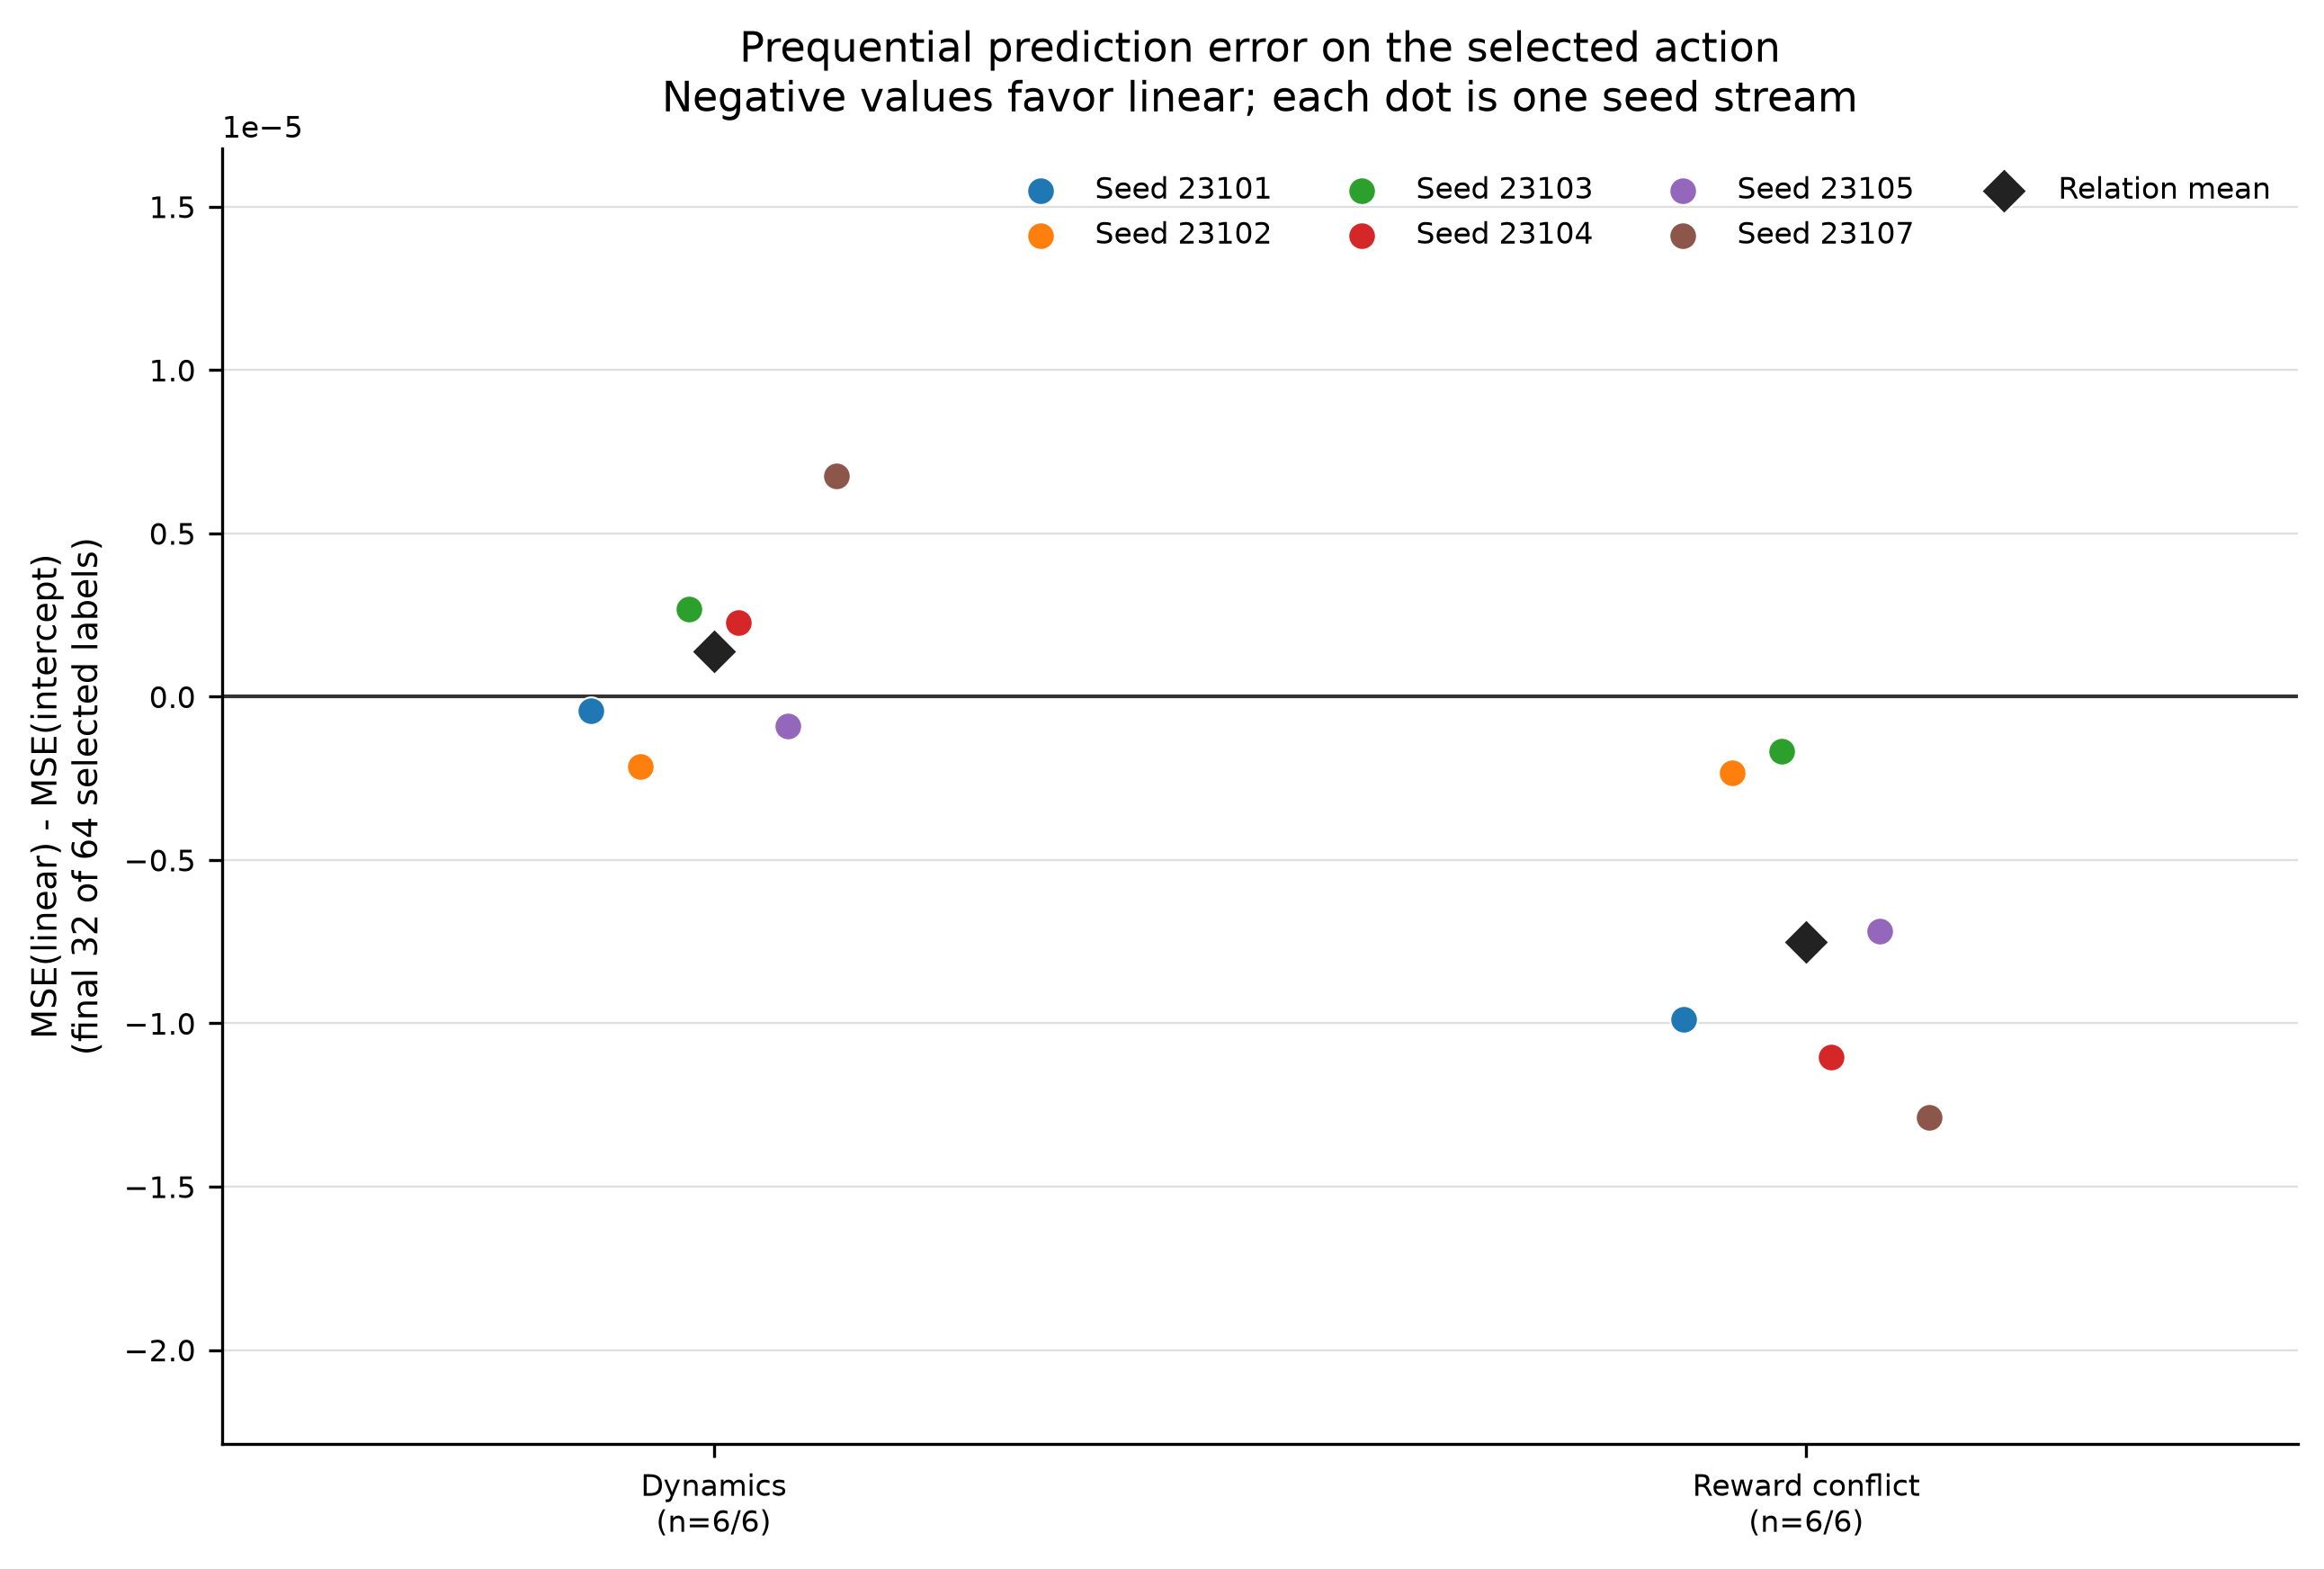 Prequential prediction error on the selected action
Negative values favor linear; each dot is one seed stream
1e−5
Seed 23101
Seed 23102
Seed 23103
Seed 23104
Seed 23105
Seed 23107
Relation mean
1.5
1.0
0.5
0.0
−0.5
−1.0
−1.5
−2.0
MSE(linear) - MSE(intercept)
(final 32 of 64 selected labels)
Dynamics
(n=6/6)
Reward conflict
(n=6/6)